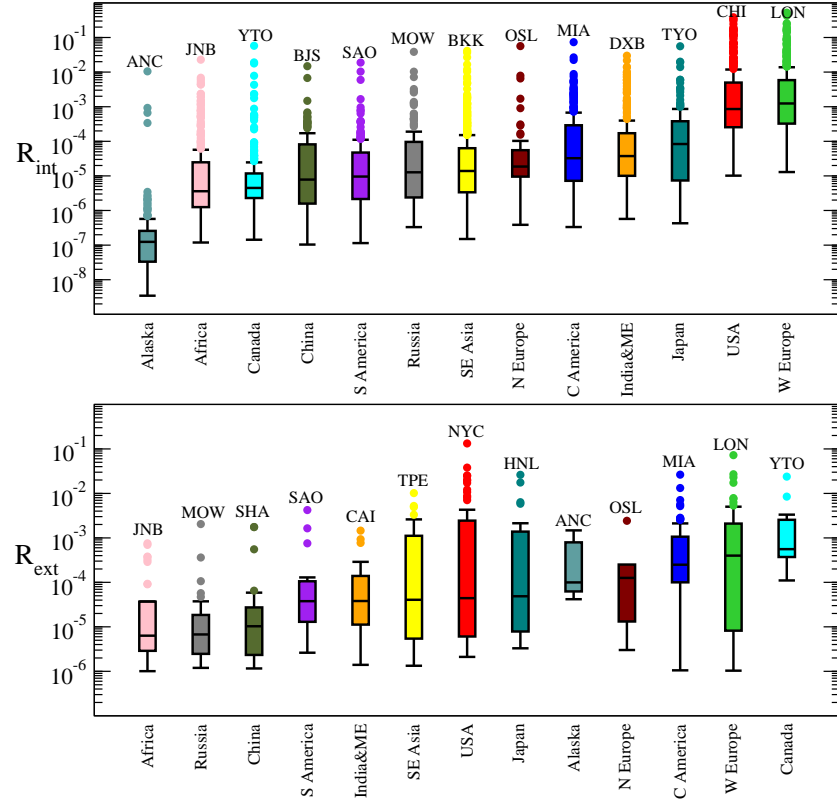 CHI
LON
MIA
YTO
OSL
TYO
JNB
MOW
BKK
DXB
ANC
BJS
SAO
10^-1
10^-2
10^-3
10^-4
10^-5
10^-6
10^-7
10^-8
R_int
Alaska
Africa
Canada
China
S America
Russia
SE Asia
N Europe
C America
India&ME
Japan
USA
W Europe
NYC
LON
TPE
HNL
MIA
YTO
SAO
JNB
MOW
SHA
CAI
ANC
OSL
10^-1
10^-2
10^-3
10^-4
10^-5
10^-6
R_ext
Africa
Russia
China
S America
India&ME
SE Asia
USA
Japan
Alaska
N Europe
C America
W Europe
Canada